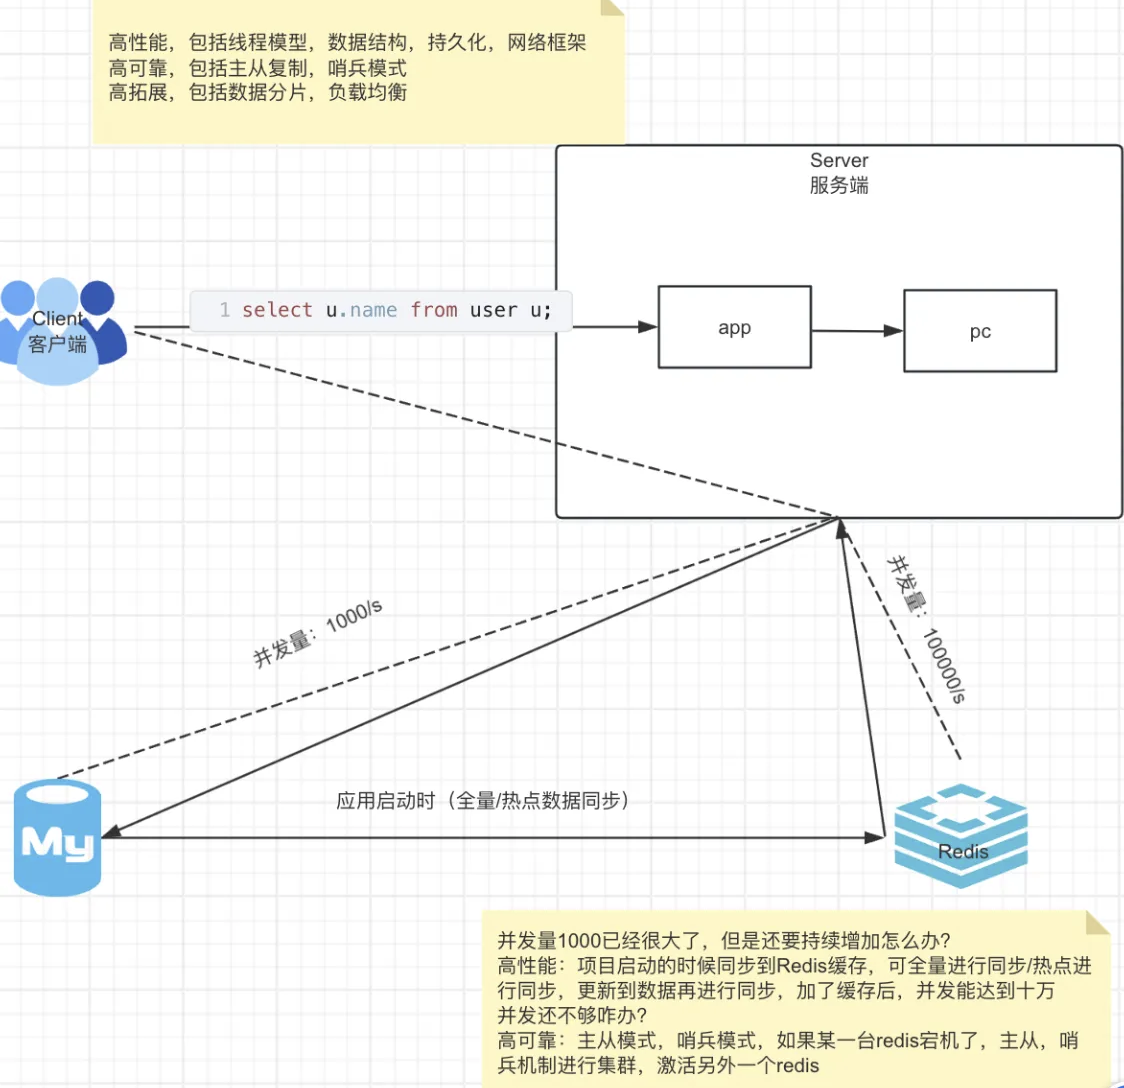 高性能，包括线程模型，数据结构，持久化，网络框架
高可靠，包括主从复制，哨兵模式
高拓展，包括数据分片，负载均衡
Server
服务端
Client
客户端
1 select u.name from user u;
app
pc
并发量：1000/s
并发量：100000/s
应用启动时（全量/热点数据同步）
My
Redis
并发量1000已经很大了，但是还要持续增加怎么办?
高性能：项目启动的时候同步到Redis缓存，可全量进行同步/热点进
行同步，更新到数据再进行同步，加了缓存后，并发能达到十万
并发还不够咋办?
高可靠：主从模式，哨兵模式，如果某一台redis宕机了，主从，哨
兵机制进行集群，激活另外一个redis